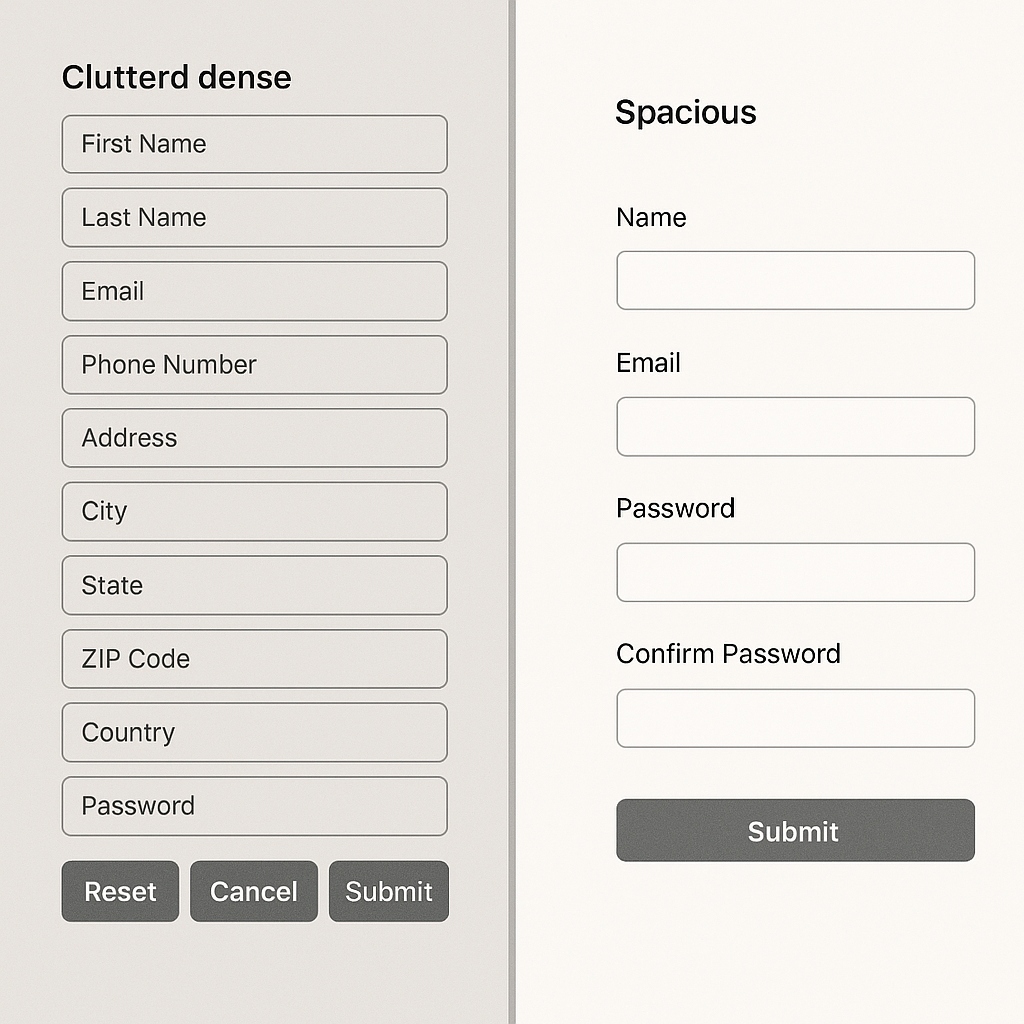 Clutterd dense
First Name
Last Name
Email
Phone Number
Address
City
State
ZIP Code
Country
Password
Reset Cancel Submit
Spacious
Name
Email
Password
Confirm Password
Submit